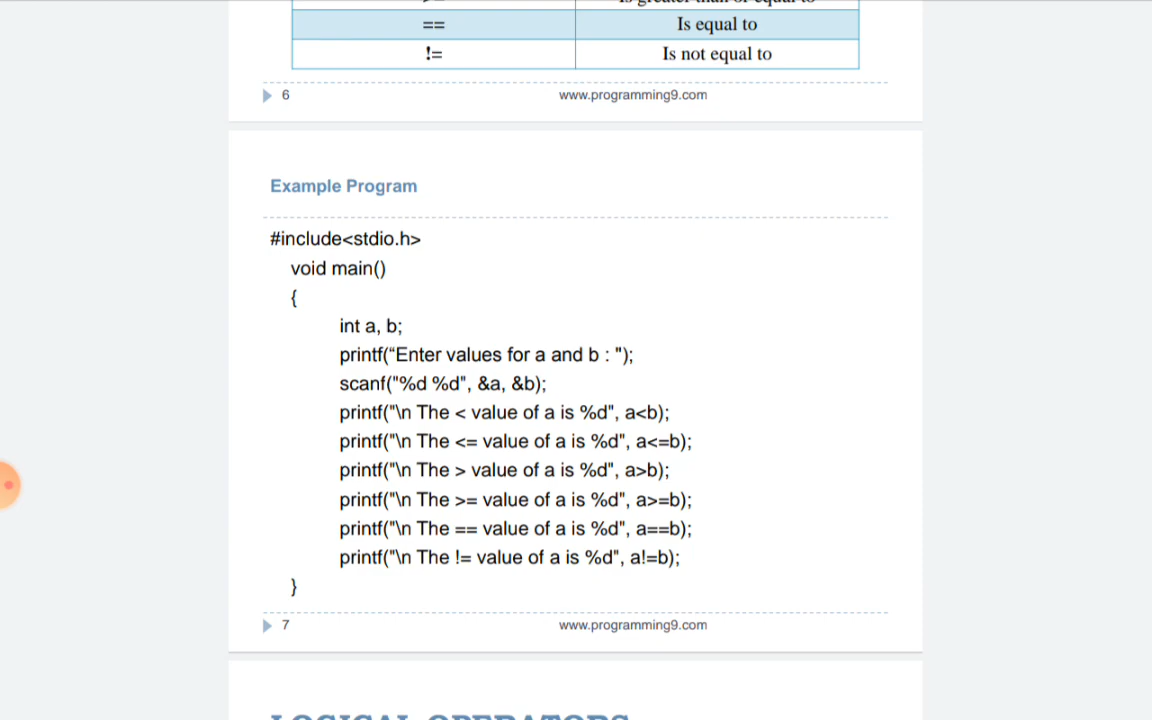 == Is equal to
!= Is not equal to
6 www.programming9.com
Example Program
#include<stdio.h>
void main()
{
int a, b;
printf(“Enter values for a and b : ");
scanf("%d %d", &a, &b);
printf("\n The < value of a is %d", a<b);
printf("\n The <= value of a is %d", a<=b);
printf("\n The > value of a is %d", a>b);
printf("\n The >= value of a is %d", a>=b);
printf("\n The == value of a is %d", a==b);
printf("\n The != value of a is %d", a!=b);
}
7 www.programming9.com
LOGICAL OPERATORS